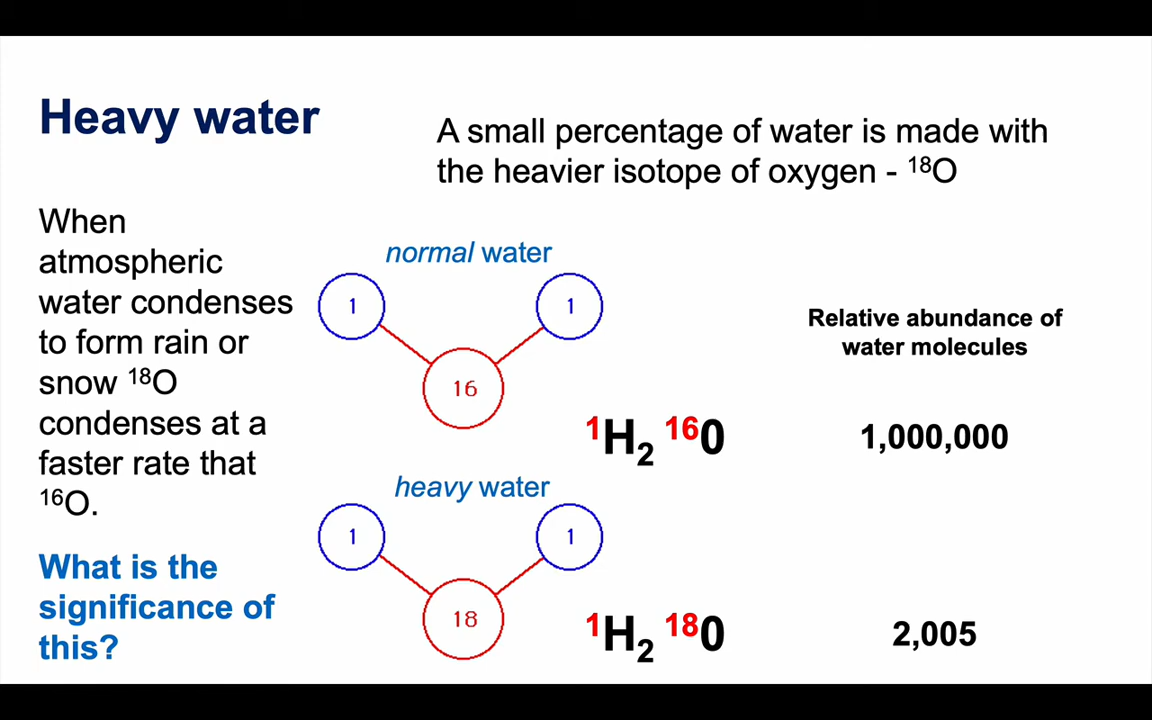 Heavy water
A small percentage of water is made with
the heavier isotope of oxygen - ¹⁸O
When
atmospheric
water condenses
to form rain or
snow ¹⁸O
condenses at a
faster rate that
¹⁶O.
What is the
significance of
this?
normal water
1
1
16
¹H₂ ¹⁶0
heavy water
1
1
18
¹H₂ ¹⁸0
Relative abundance of
water molecules
1,000,000
2,005